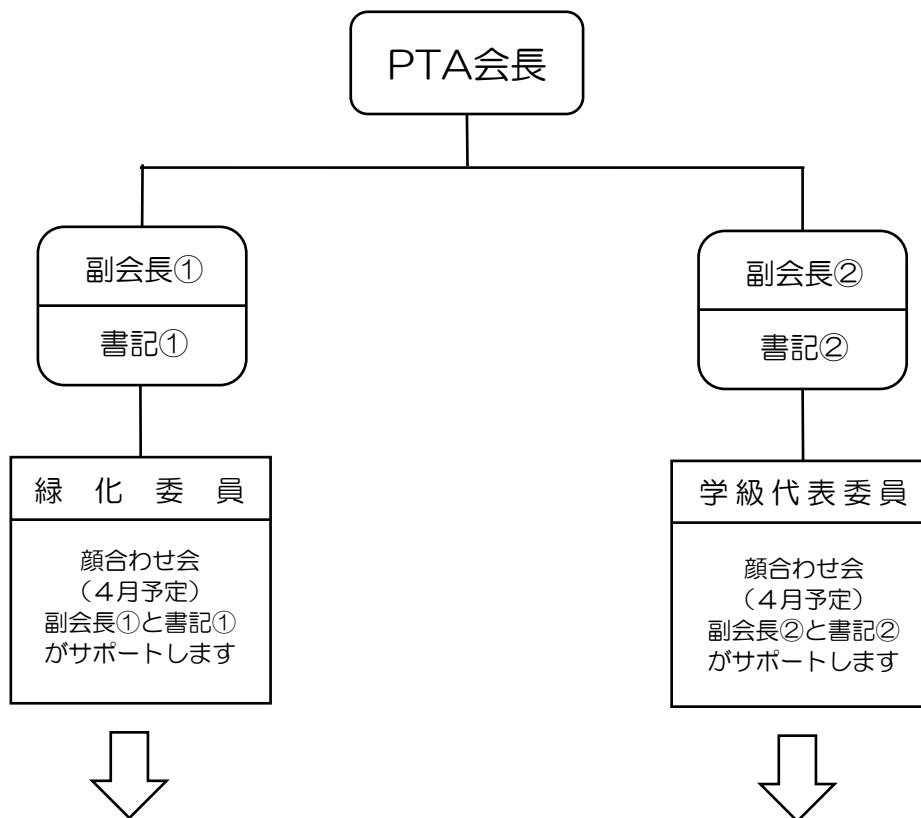 PTA会長
副会長①
書記①
副会長②
書記②
緑化委員
顔合わせ会
（４月予定）
副会長①と書記①
がサポートします
学級代表委員
顔合わせ会
（４月予定）
副会長②と書記②
がサポートします